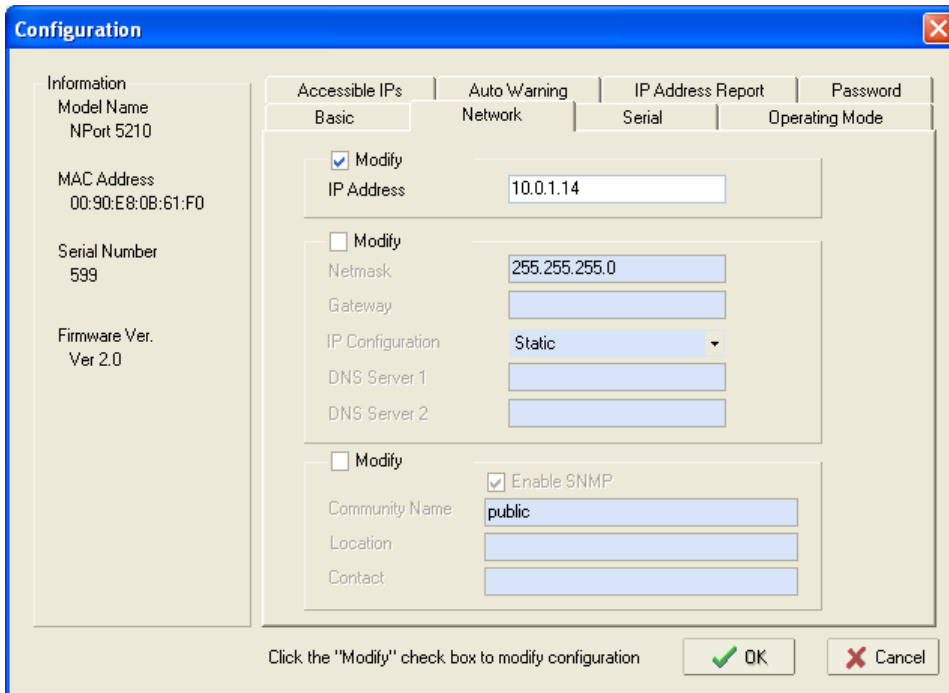 Configuration
Information
Model Name
NPort 5210
MAC Address
00:90:E8:0B:61:F0
Serial Number
599
Firmware Ver.
Ver 2.0
Accessible IPs
Auto Warning
IP Address Report
Password
Basic
Network
Serial
Operating Mode
Modify
IP Address
10.0.1.14
Modify
Netmask
255.255.255.0
Gateway
IP Configuration
Static
DNS Server 1
DNS Server 2
Modify
Enable SNMP
Community Name
public
Location
Contact
Click the "Modify" check box to modify configuration
OK
Cancel